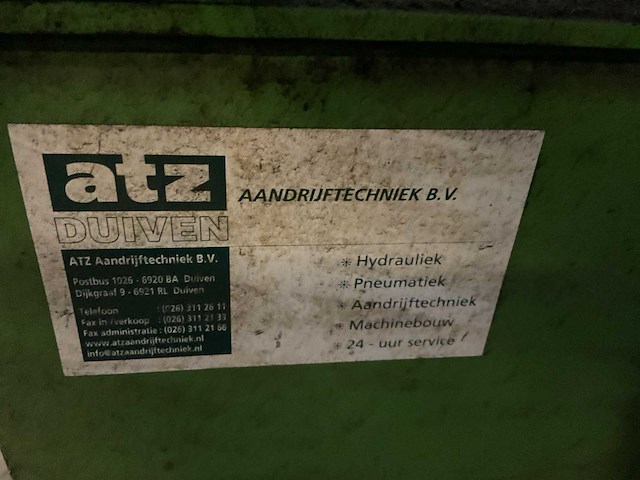 atz
DUIVEN
AANDRIJFTECHNIEK B.V.
ATZ Aandrijftechniek B.V.
Postbus 1026 - 6920 BA Duiven
Dijkgraaf 9 - 6921 RL Duiven
Telefoon : (026) 311 26 11
Fax in-/verkoop : (026) 311 21 33
Fax administratie : (026) 311 21 66
www.atzaandrijftechniek.nl
info@atzaandrijftechniek.nl
✳ Hydrauliek
✳ Pneumatiek
✳ Aandrijftechniek
✳ Machinebouw
✳ 24 - uur service